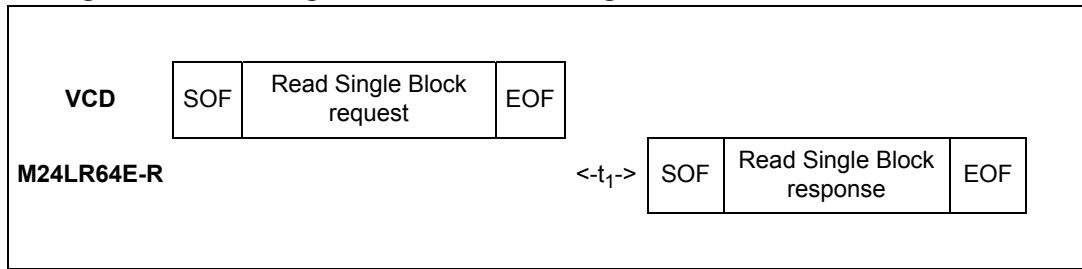 VCD SOF Read Single Block request EOF
M24LR64E-R <-t1-> SOF Read Single Block response EOF